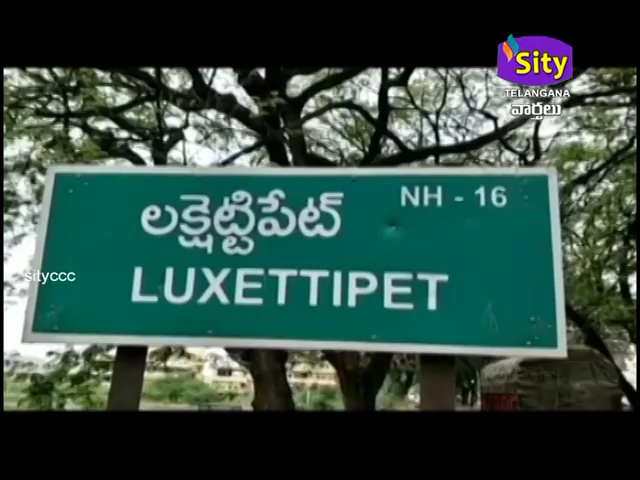 Sity
TELANGANA
వార్తలు
NH - 16
లక్షెట్టిపేట్
LUXETTIPET
sityccc